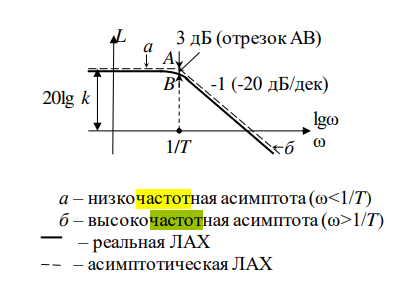 L
a
3 дБ (отрезок AB)
A
B
-1 (-20 дБ/дек)
20lg k
lgω
ω
1/T
б
a – низкочастотная асимптота (ω<1/T)
б – высокочастотная асимптота (ω>1/T)
– реальная ЛАХ
– асимптотическая ЛАХ